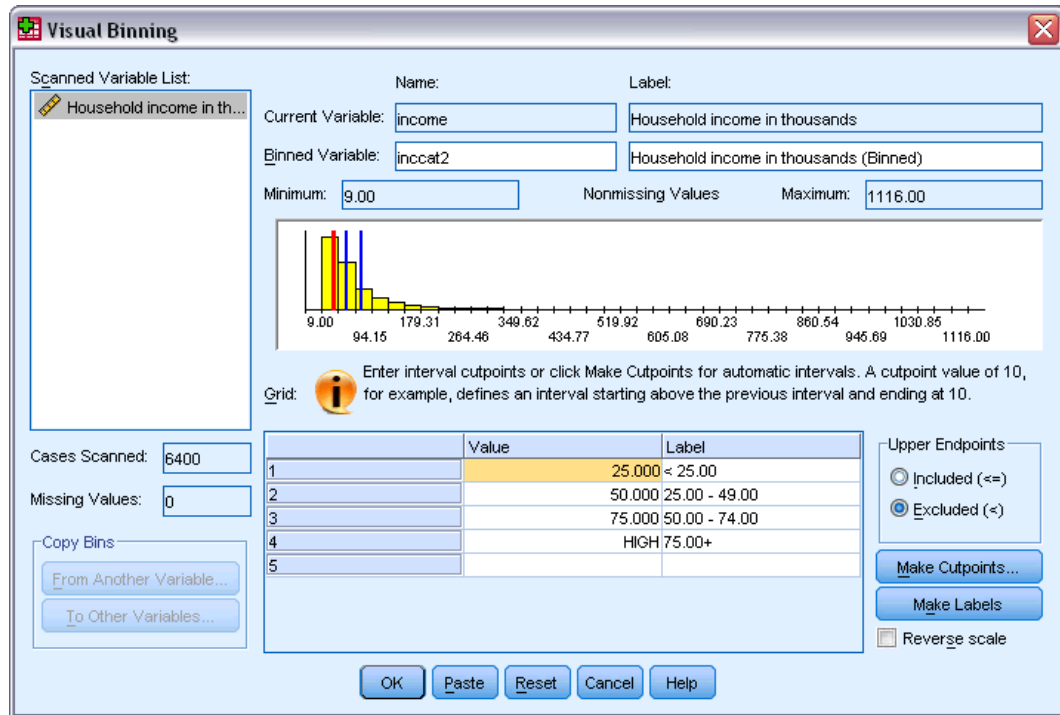 Visual Binning
Scanned Variable List:
Household income in th...
Name:
Label:
Current Variable:
income
Household income in thousands
Binned Variable:
inccat2
Household income in thousands (Binned)
Minimum:
9.00
Nonmissing Values
Maximum:
1116.00
9.00 179.31 349.62 519.92 690.23 860.54 1030.85
94.15 264.46 434.77 605.08 775.38 945.69 1116.00
Grid:
Enter interval cutpoints or click Make Cutpoints for automatic intervals. A cutpoint value of 10,
for example, defines an interval starting above the previous interval and ending at 10.
Cases Scanned:
6400
Missing Values:
0
Copy Bins
From Another Variable...
To Other Variables...
Value Label
1 25.000 < 25.00
2 50.000 25.00 - 49.00
3 75.000 50.00 - 74.00
4 HIGH 75.00+
5
Upper Endpoints
Included (<=)
Excluded (<)
Make Cutpoints...
Make Labels
Reverse scale
OK
Paste
Reset
Cancel
Help